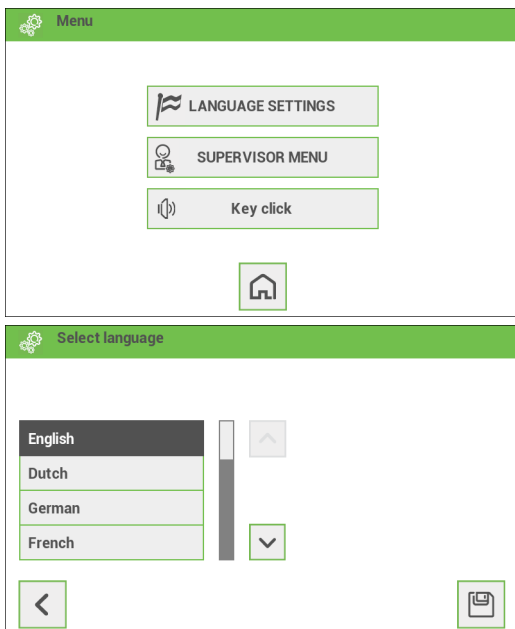 Menu
LANGUAGE SETTINGS
SUPERVISOR MENU
Key click
Select language
English
Dutch
German
French